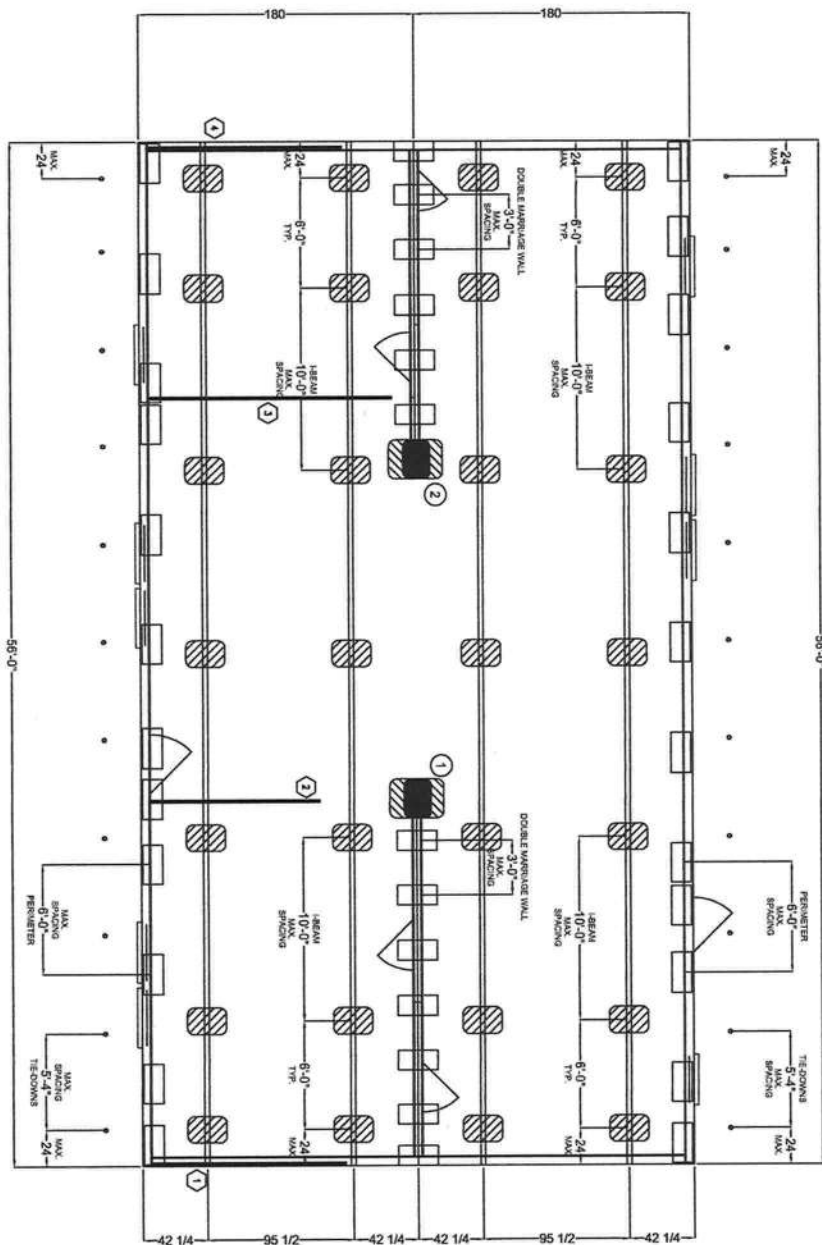 180
180
4
24
MAX.
24
MAX.
DOUBLE MARRIAGE WALL
3'-0"
MAX.
SPACING
24
MAX.
24
MAX.
6'-0"
TYP.
6'-0"
TYP.
I-BEAM
10'-0"
MAX.
SPACING
I-BEAM
10'-0"
MAX.
SPACING
3
2
56'-0"
56'-0"
2
1
DOUBLE MARRIAGE WALL
3'-0"
MAX.
SPACING
I-BEAM
10'-0"
MAX.
SPACING
I-BEAM
10'-0"
MAX.
SPACING
MAX.
SPACING
6'-0"
PERIMETER
PERIMETER
6'-0"
MAX.
SPACING
6'-0"
TYP.
6'-0"
TYP.
MAX.
SPACING
5'-4"
TIE-DOWNS
TIE-DOWNS
5'-4"
MAX.
SPACING
24
MAX.
24
MAX.
24
MAX.
24
MAX.
1
42 1/4
95 1/2
42 1/4
42 1/4
95 1/2
42 1/4